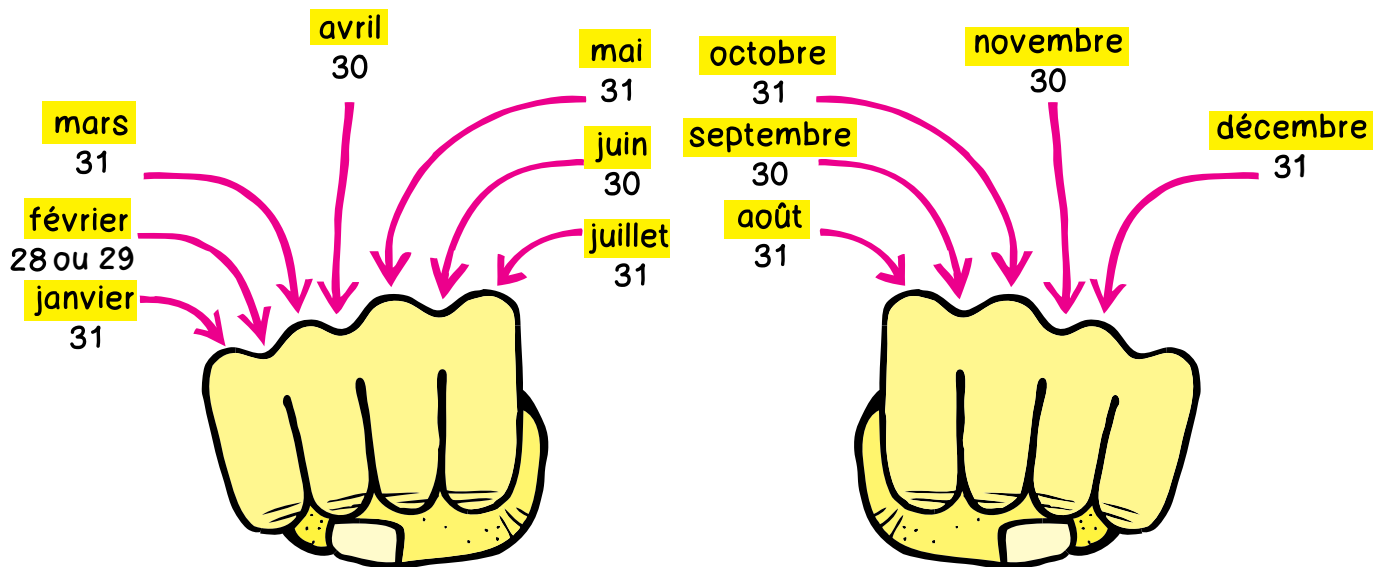 janvier
31
février
28 ou 29
mars
31
avril
30
mai
31
juin
30
juillet
31
août
31
septembre
30
octobre
31
novembre
30
décembre
31